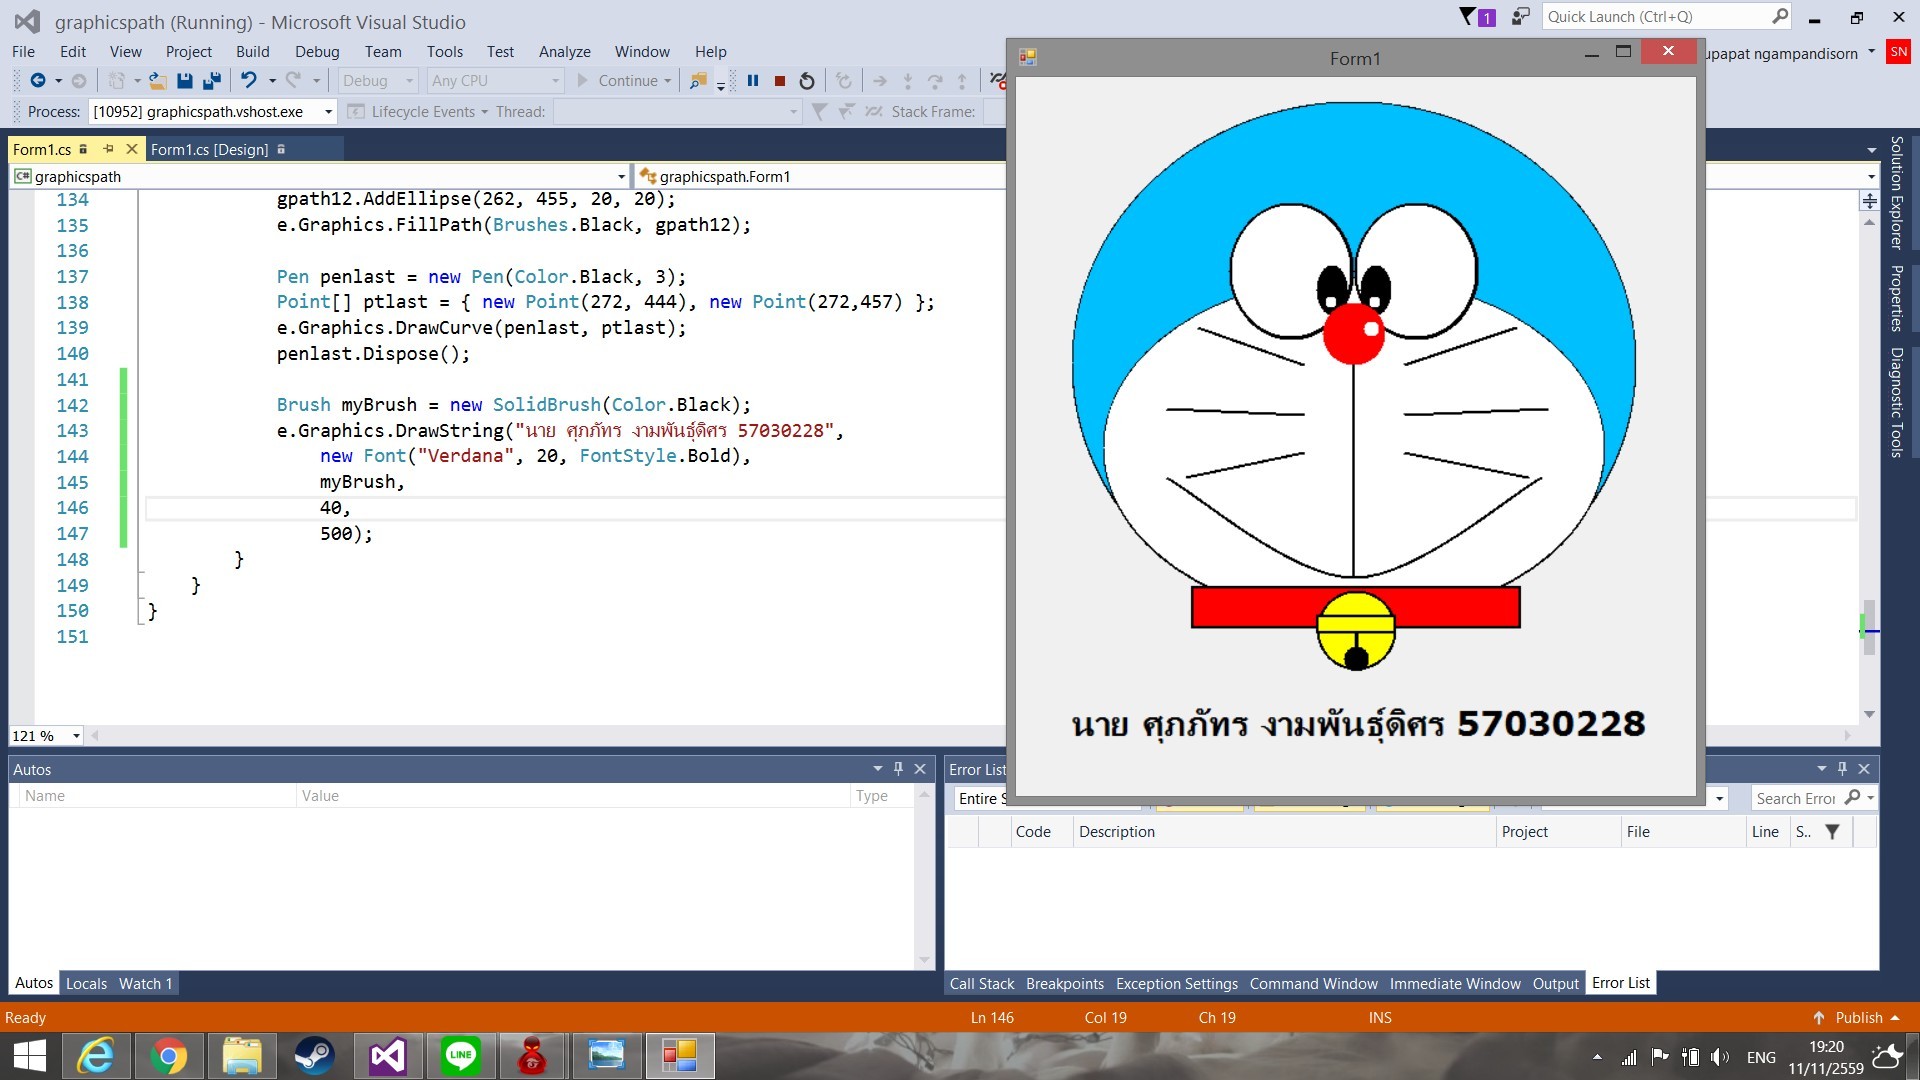 graphicspath (Running) - Microsoft Visual Studio
1
Quick Launch (Ctrl+Q)
File Edit View Project Build Debug Team Tools Test Analyze Window Help
upapat ngampandisorn SN
Debug Any CPU Continue
Process: [10952] graphicspath.vshost.exe Lifecycle Events Thread: Stack Frame:
Form1.cs Form1.cs [Design]
C# graphicspath graphicspath.Form1
134 gpath12.AddEllipse(262, 455, 20, 20);
135 e.Graphics.FillPath(Brushes.Black, gpath12);
136
137 Pen penlast = new Pen(Color.Black, 3);
138 Point[] ptlast = { new Point(272, 444), new Point(272,457) };
139 e.Graphics.DrawCurve(penlast, ptlast);
140 penlast.Dispose();
141
142 Brush myBrush = new SolidBrush(Color.Black);
143 e.Graphics.DrawString("นาย ศุภภัทร งามพันธุ์ดิศร 57030228",
144 new Font("Verdana", 20, FontStyle.Bold),
145 myBrush,
146 40,
147 500);
148 }
149 }
150 }
151
121 %
Form1
นาย ศุภภัทร งามพันธุ์ดิศร 57030228
Solution Explorer
Properties
Diagnostic Tools
Autos
Name Value Type
Autos Locals Watch 1
Error List
Entire S
Search Error
Code Description Project File Line S..
Call Stack Breakpoints Exception Settings Command Window Immediate Window Output Error List
Ready Ln 146 Col 19 Ch 19 INS Publish
LINE
ENG
19:20
11/11/2559